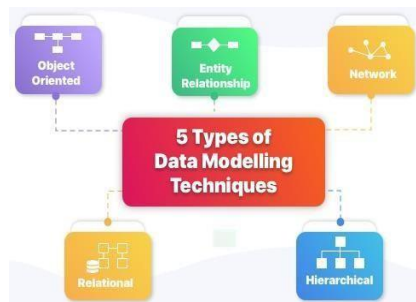 Object
Oriented
Entity
Relationship
Network
5 Types of
Data Modelling
Techniques
Relational
Hierarchical